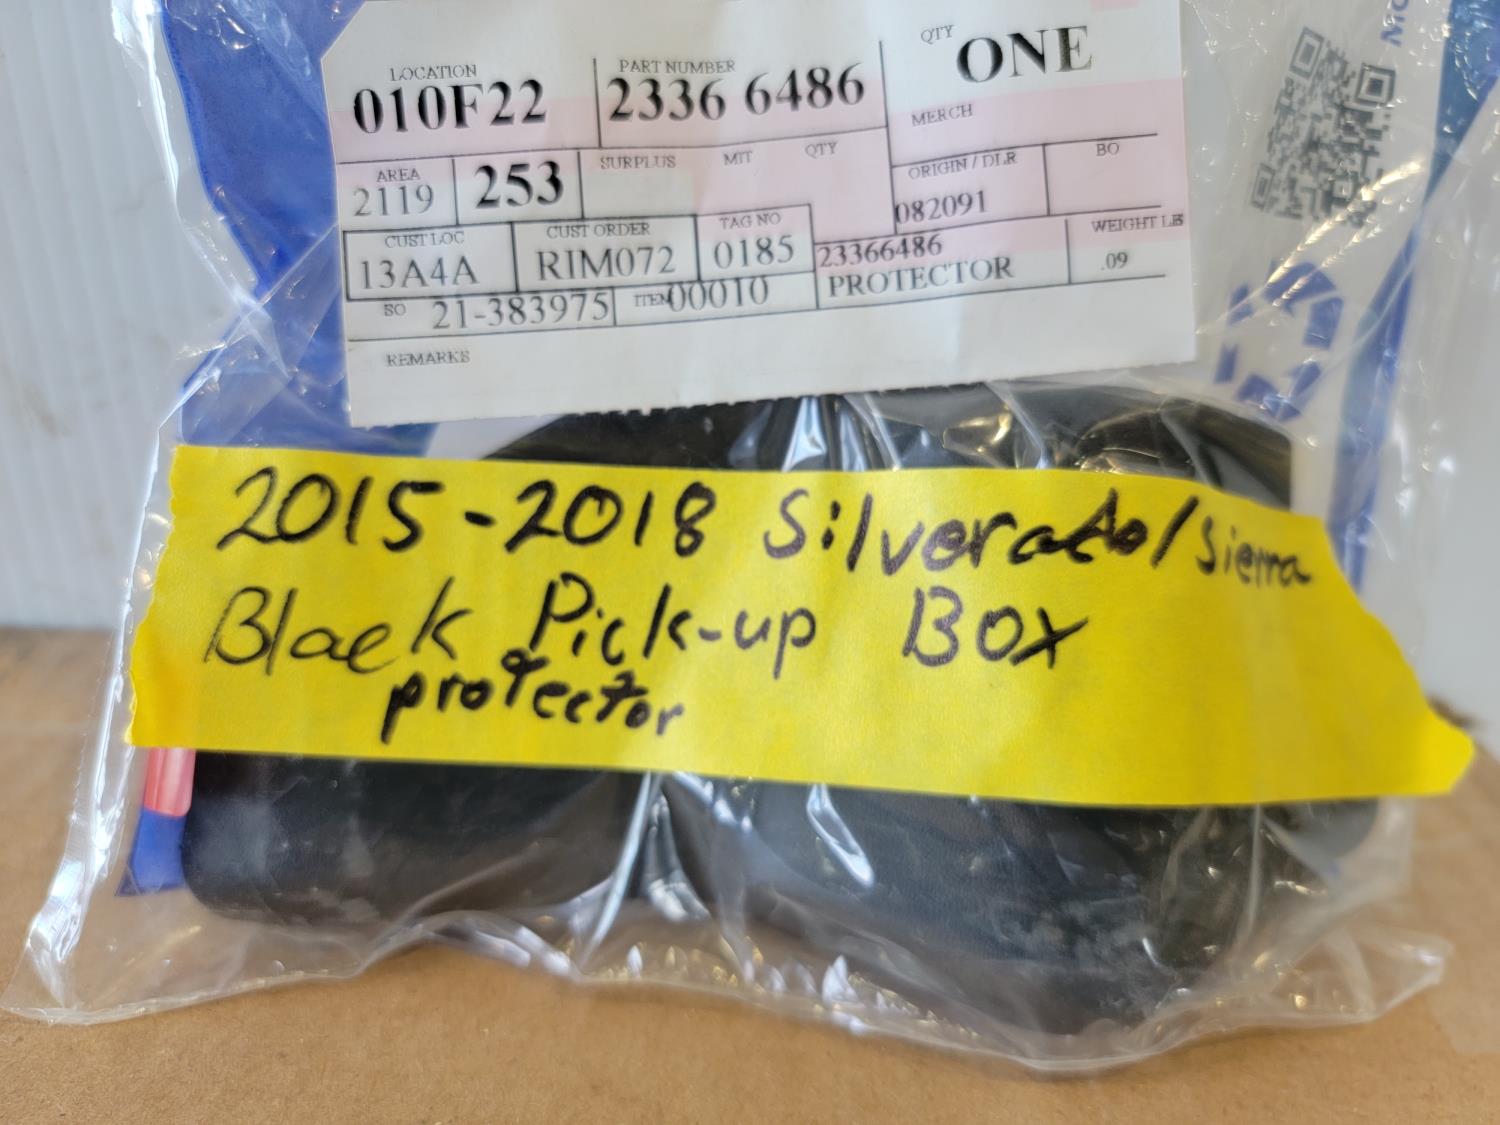 LOCATION PART NUMBER QTY
010F22 2336 6486 ONE
MERCH
AREA SURPLUS MIT QTY ORIGIN / DLR BO
2119 253 082091
CUST LOC CUST ORDER TAG NO 23366486 WEIGHT LB
13A4A RIM072 0185 PROTECTOR .09
SO 21-383975 ITEM 00010
REMARKS
2015-2018 Silverado/Sierra
Black Pick-up Box
protector